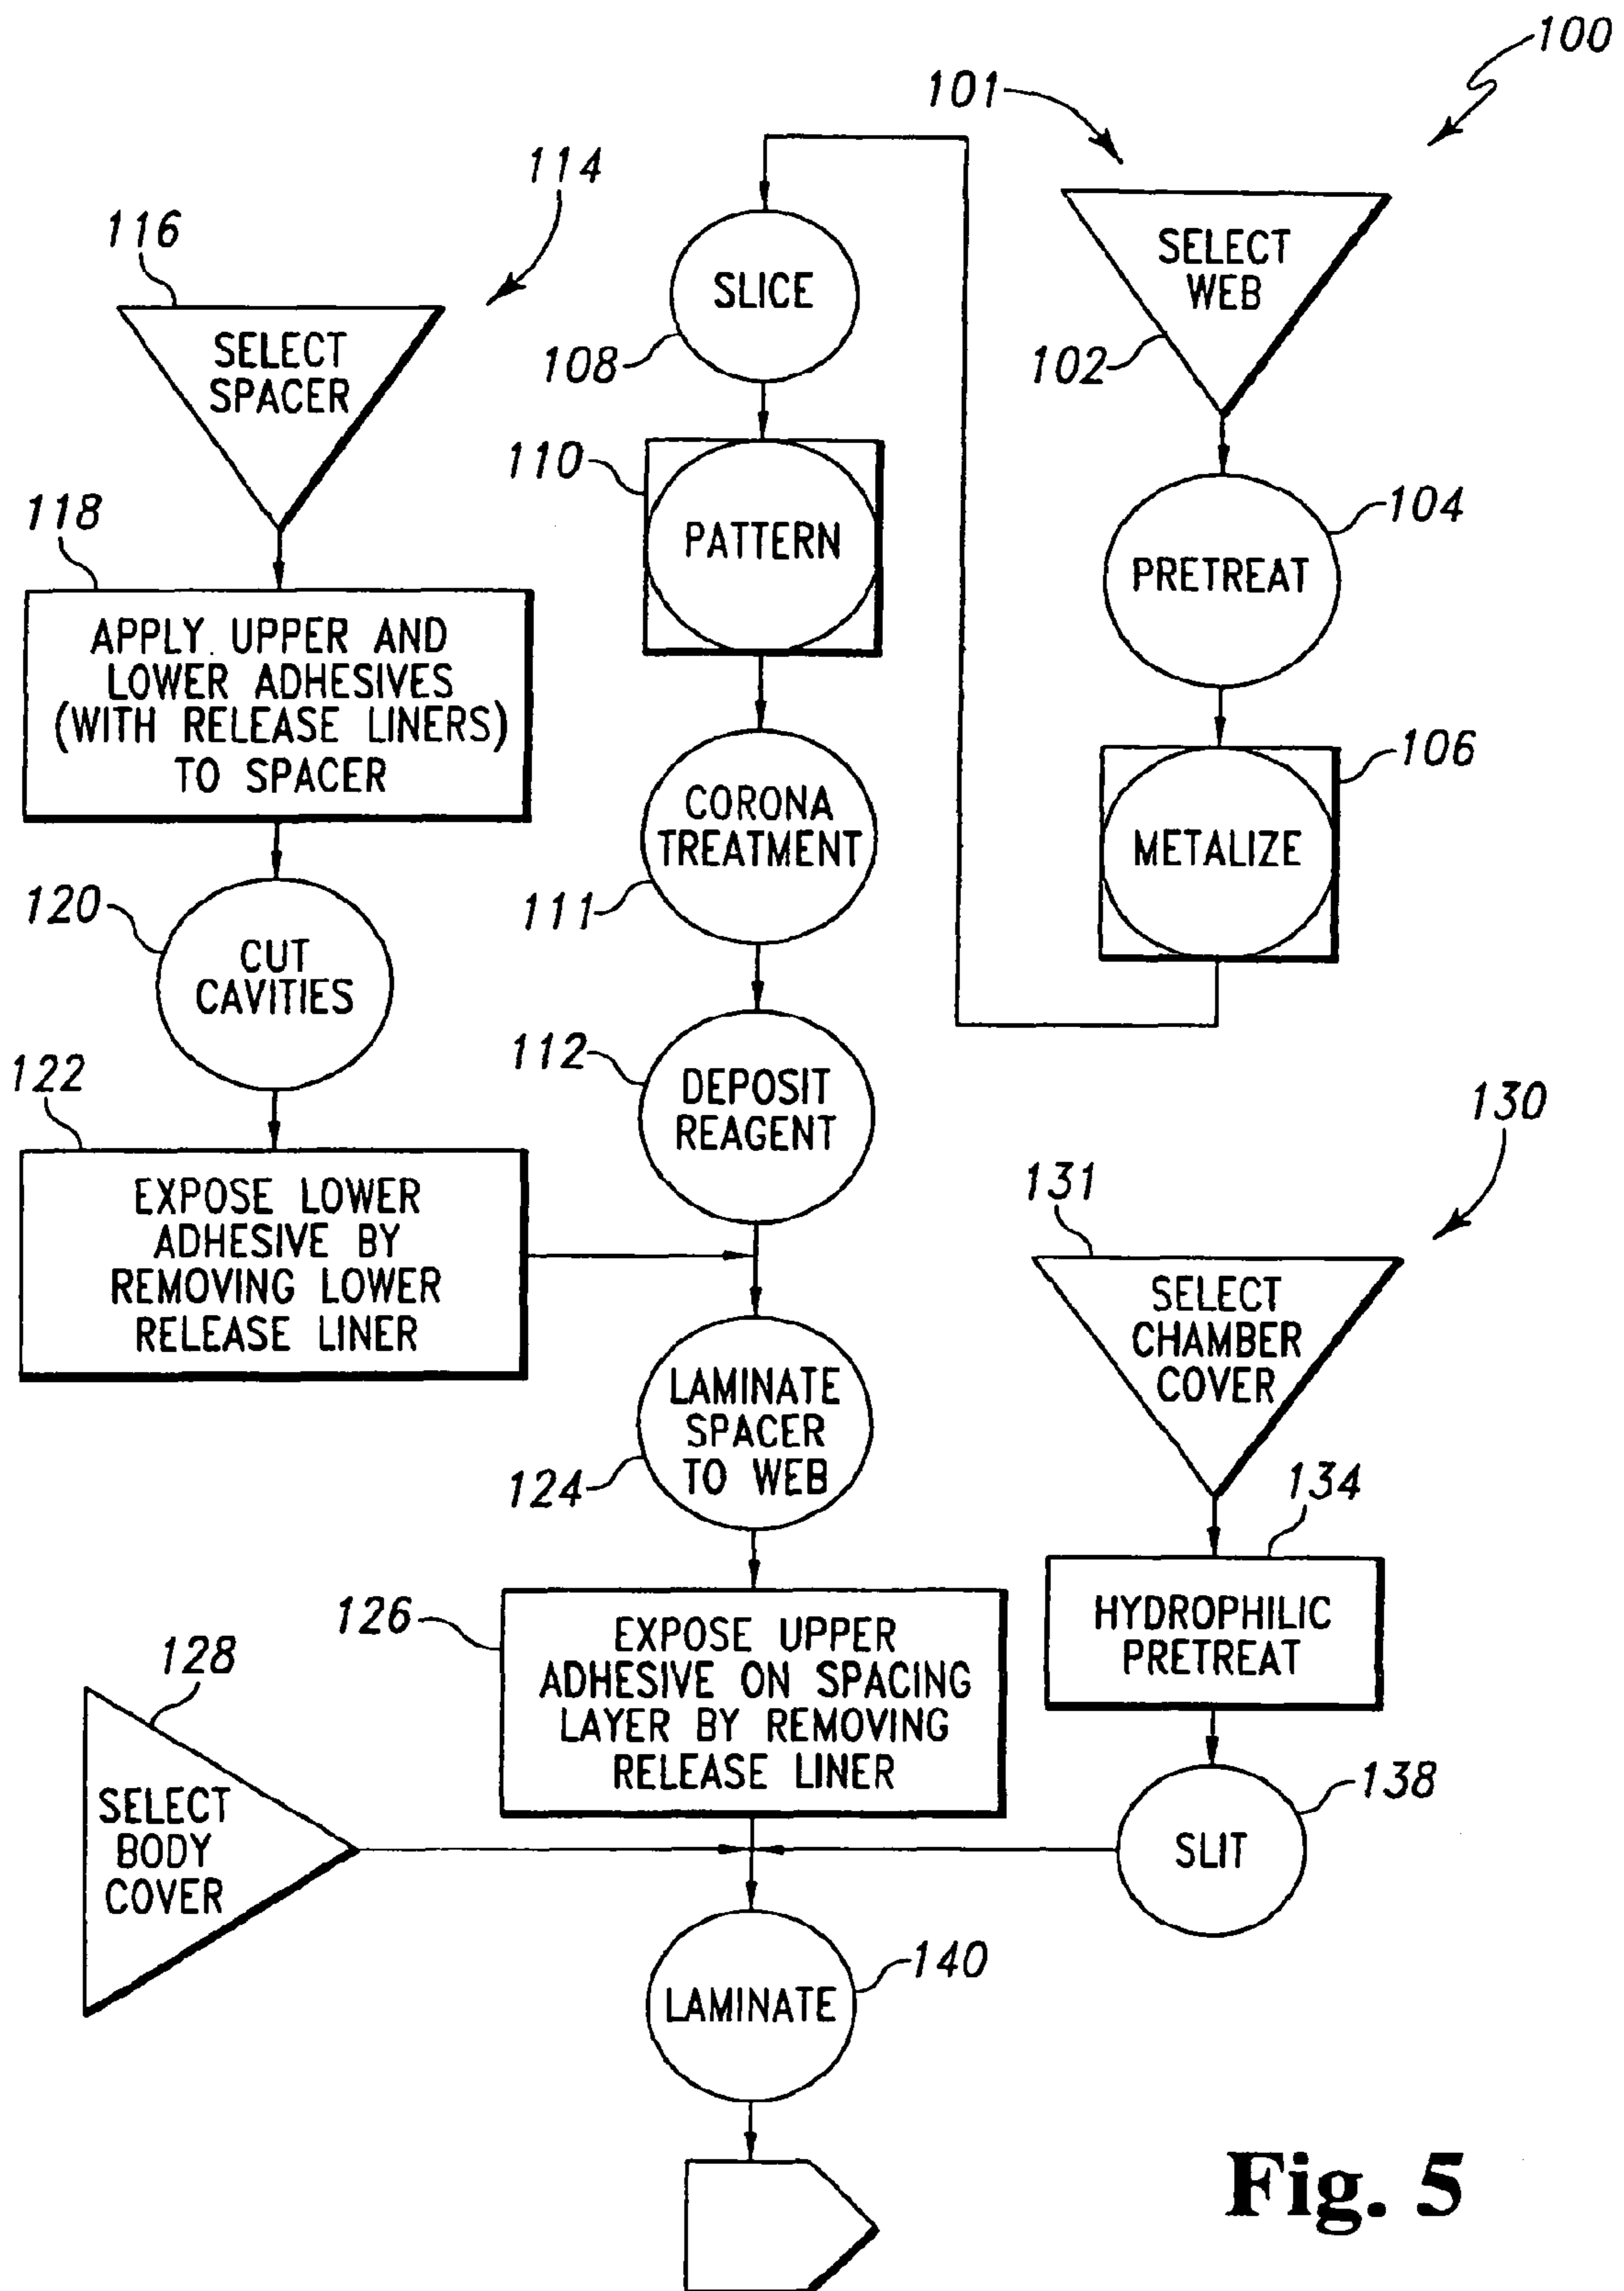 100
101
114
116
SELECT
SPACER
118
APPLY UPPER AND
LOWER ADHESIVES
(WITH RELEASE LINERS)
TO SPACER
120
CUT
CAVITIES
122
EXPOSE LOWER
ADHESIVE BY
REMOVING LOWER
RELEASE LINER
SLICE
108
110
PATTERN
CORONA
TREATMENT
111
112
DEPOSIT
REAGENT
LAMINATE
SPACER
TO WEB
124
126
EXPOSE UPPER
ADHESIVE ON SPACING
LAYER BY REMOVING
RELEASE LINER
128
SELECT
BODY
COVER
SELECT
WEB
102
104
PRETREAT
106
METALIZE
130
131
SELECT
CHAMBER
COVER
134
HYDROPHILIC
PRETREAT
138
SLIT
140
LAMINATE
Fig. 5